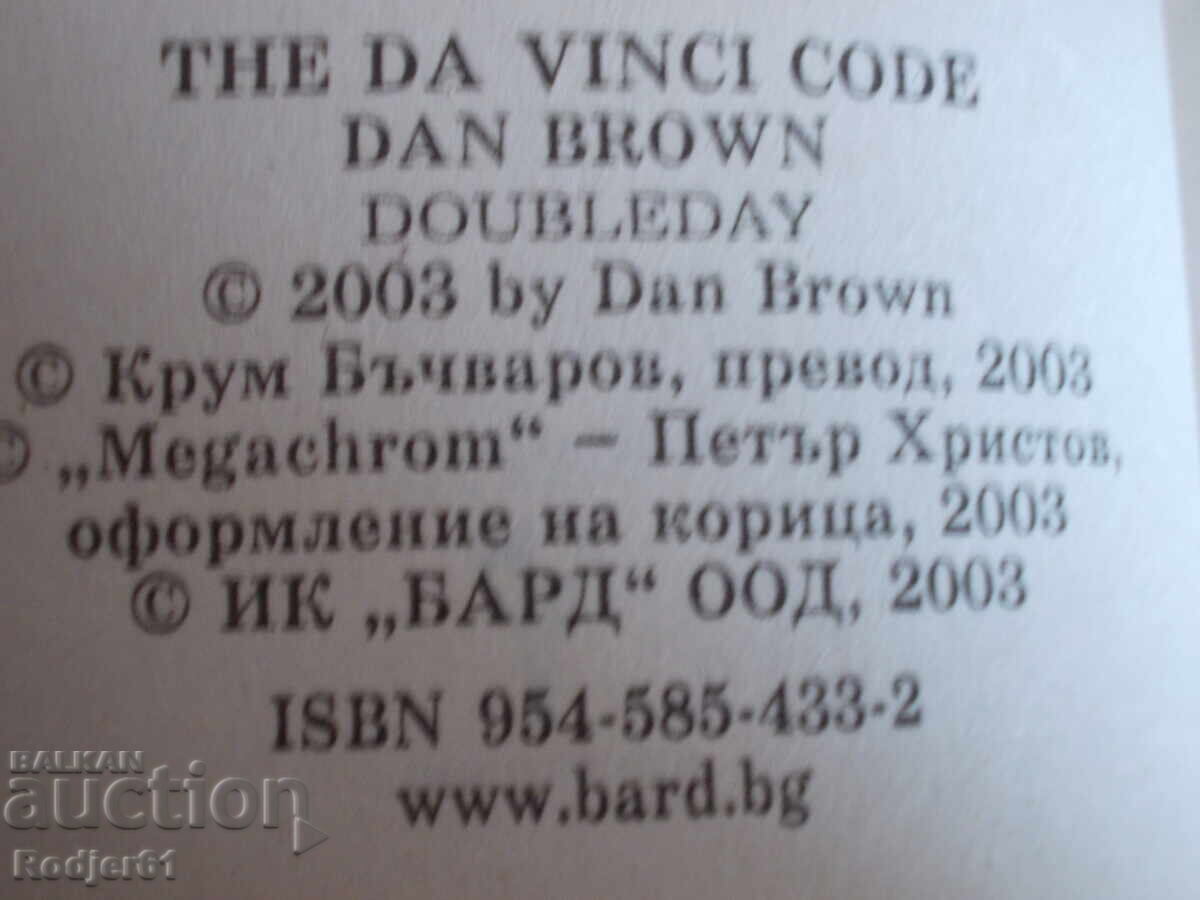 THE DA VINCI CODE
DAN BROWN
DOUBLEDAY
© 2003 by Dan Brown
© Крум Бъчваров, превод, 2003
© „Megachrom“ – Петър Христов,
оформление на корица, 2003
© ИК „БАРД“ ООД, 2003
ISBN 954-585-433-2
www.bard.bg
BALKAN
auction
Rodjer61